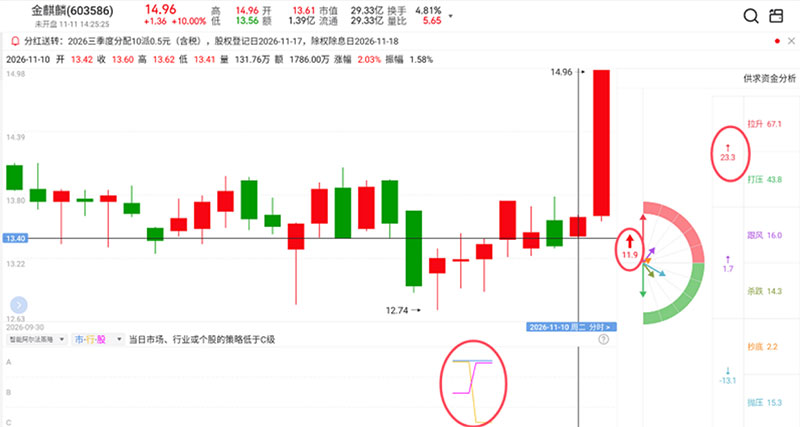 金麒麟(603586)
未开盘 11-11 14:25:25
14.96
+1.36 +10.00%
高 14.96 开 13.61 市值 29.33亿 换手 4.81%
低 13.56 额 1.39亿 流通 29.33亿 量比 5.65
分红送转:2026三季度分配10派0.5元(含税),股权登记日2026-11-17,除权除息日2026-11-18
2026-11-10 开 13.42 收 13.60 高 13.62 低 13.41 量 131.76万 额 1786.00万 涨幅 2.03% 振幅 1.58%
14.98
14.96
供求资金分析
拉升 67.1
14.39
23.3
打压 43.8
13.80
跟风 16.0
13.40
11.9
1.7
13.22
杀跌 14.3
12.74
12.63
抄底 2.2
2026-09-30
2026-11-10 周二 分时 >
智能阿尔法策略
市·行·股
当日市场、行业或个股的策略低于C级
?
A
-13.1
B
抛压 15.3
C